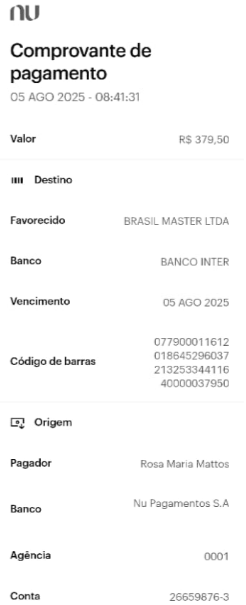 nu
Comprovante de
pagamento
05 AGO 2025 - 08:41:31
Valor R$ 379,50
Destino
Favorecido BRASIL MASTER LTDA
Banco BANCO INTER
Vencimento 05 AGO 2025
Código de barras
077900011612
018645296037
213253344116
40000037950
Origem
Pagador Rosa Maria Mattos
Banco Nu Pagamentos S.A
Agência 0001
Conta 26659876-3